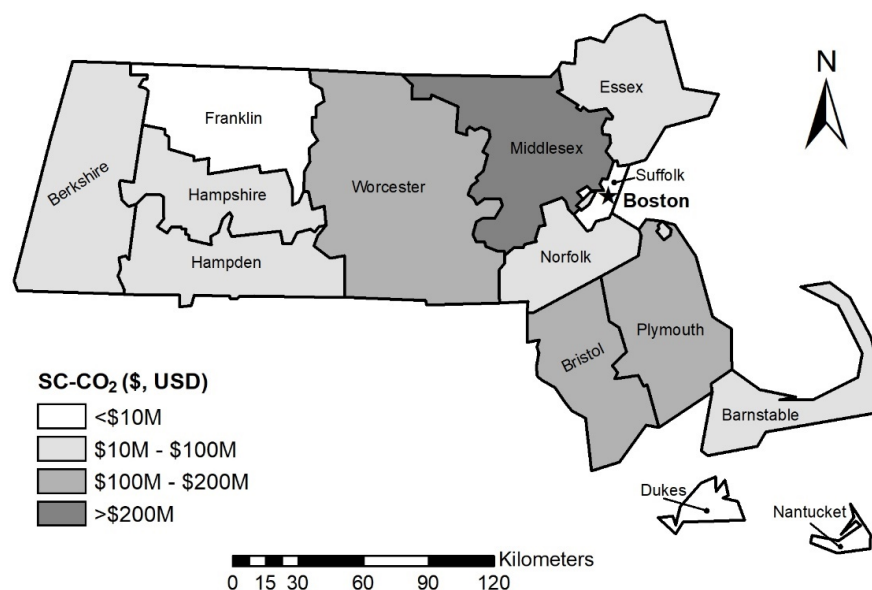 N
Essex
Franklin
Middlesex
Suffolk
Berkshire
Hampshire
Worcester
Boston
Hampden
Norfolk
Plymouth
Bristol
SC-CO₂ ($, USD)
<$10M
$10M - $100M
$100M - $200M
>$200M
Barnstable
Dukes
Nantucket
Kilometers
0 15 30 60 90 120